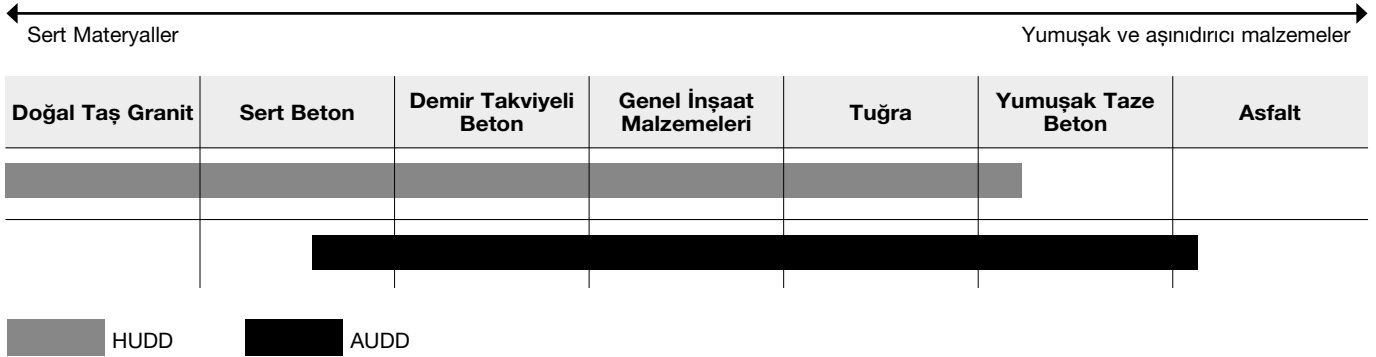 Sert Materyaller
Yumuşak ve aşınıdırıcı malzemeler
Doğal Taş Granit
Sert Beton
Demir Takviyeli
Beton
Genel İnşaat
Malzemeleri
Tuğra
Yumuşak Taze
Beton
Asfalt
HUDD
AUDD